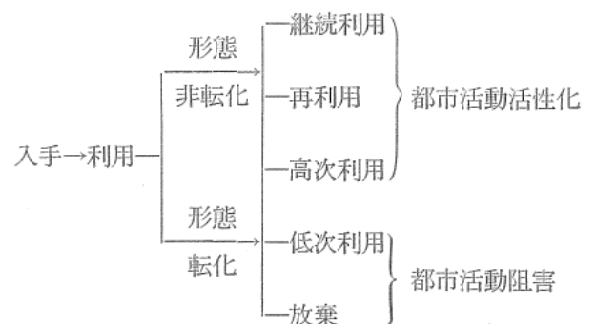 継続利用
形態
非転化
再利用
都市活動活性化
入手→利用
高次利用
形態
転化
低次利用
都市活動阻害
放棄